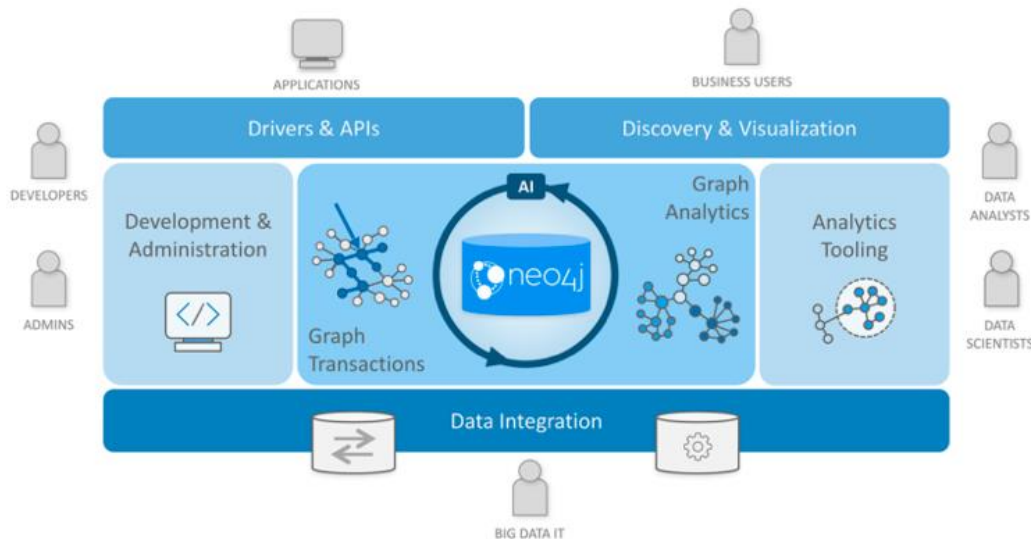 APPLICATIONS
BUSINESS USERS
Drivers & APIs
Discovery & Visualization
DEVELOPERS
ADMINS
Development &
Administration
</>
Graph
Transactions
AI
neo4j
Graph
Analytics
Analytics
Tooling
DATA
ANALYSTS
DATA
SCIENTISTS
Data Integration
BIG DATA IT